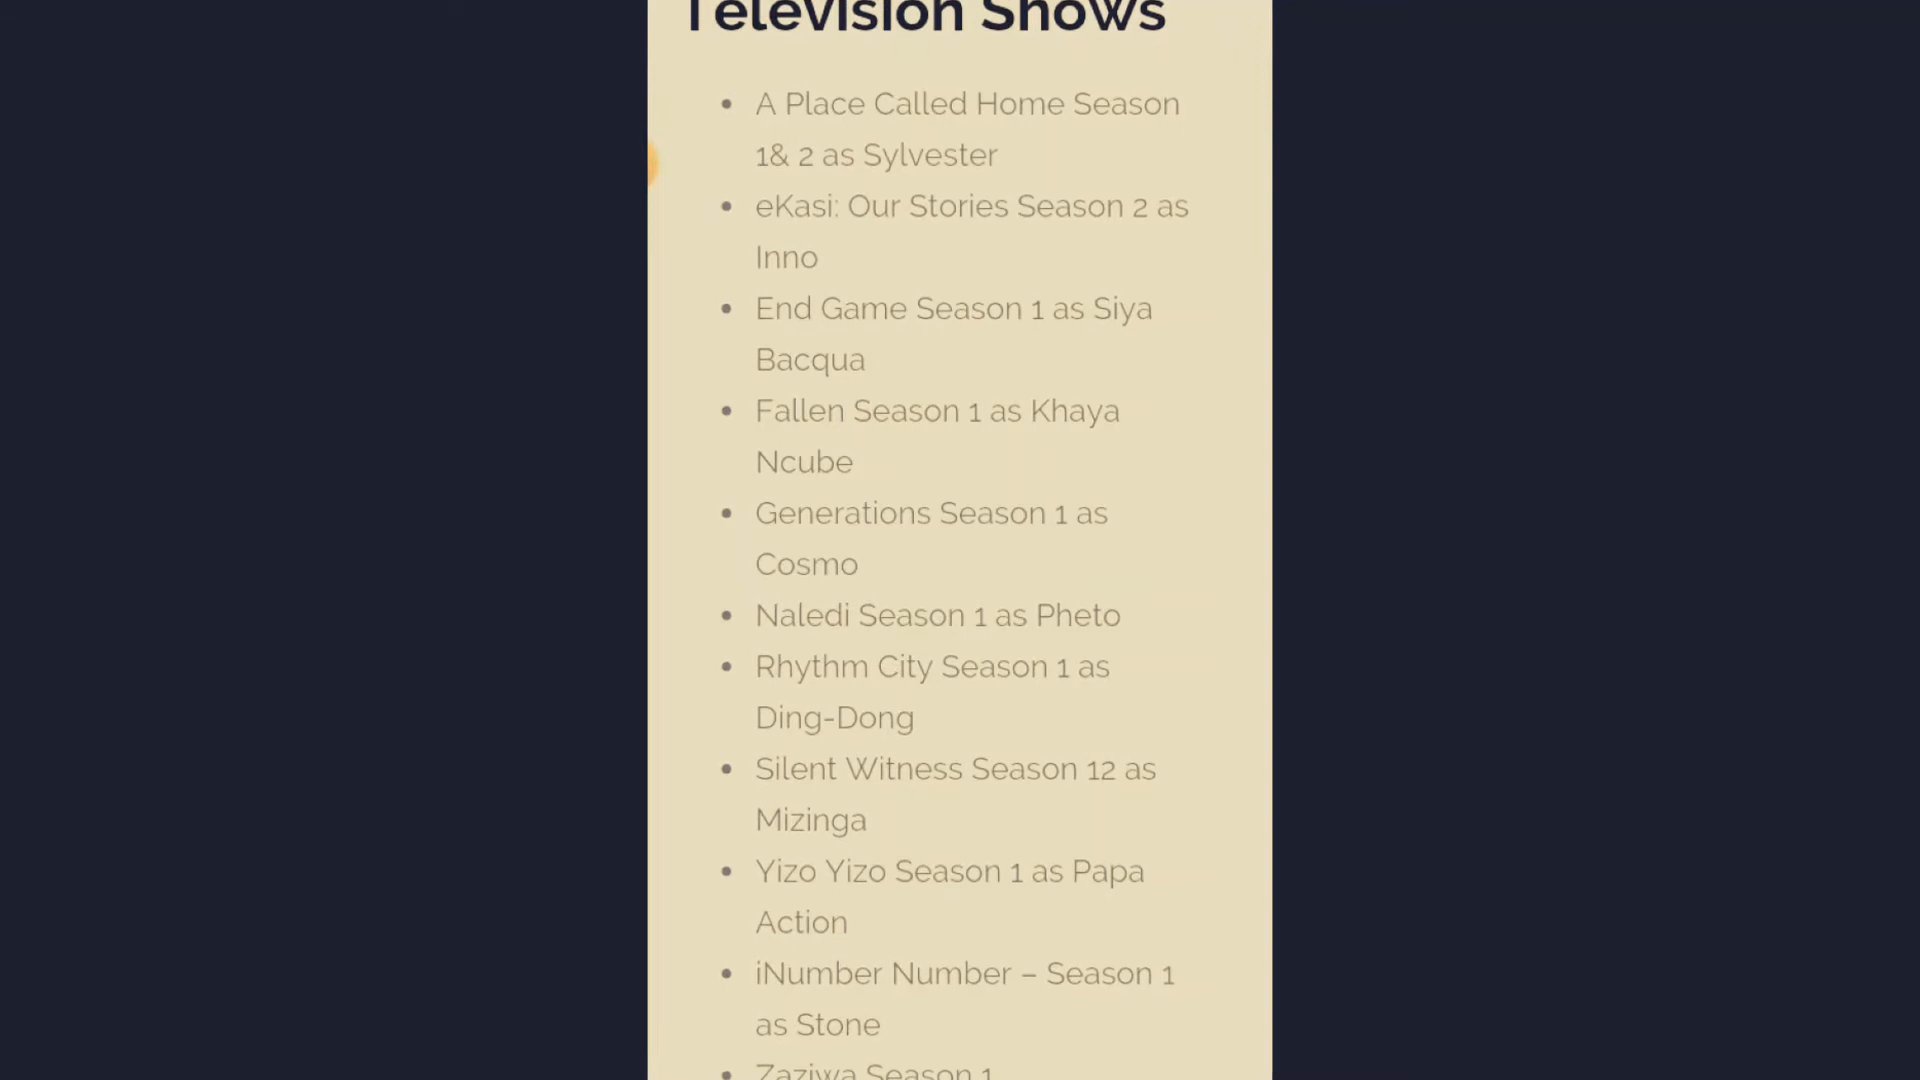 Television Shows
• A Place Called Home Season
1& 2 as Sylvester
• eKasi: Our Stories Season 2 as
Inno
• End Game Season 1 as Siya
Bacqua
• Fallen Season 1 as Khaya
Ncube
• Generations Season 1 as
Cosmo
• Naledi Season 1 as Pheto
• Rhythm City Season 1 as
Ding-Dong
• Silent Witness Season 12 as
Mizinga
• Yizo Yizo Season 1 as Papa
Action
• iNumber Number – Season 1
as Stone
• Zaziwa Season 1